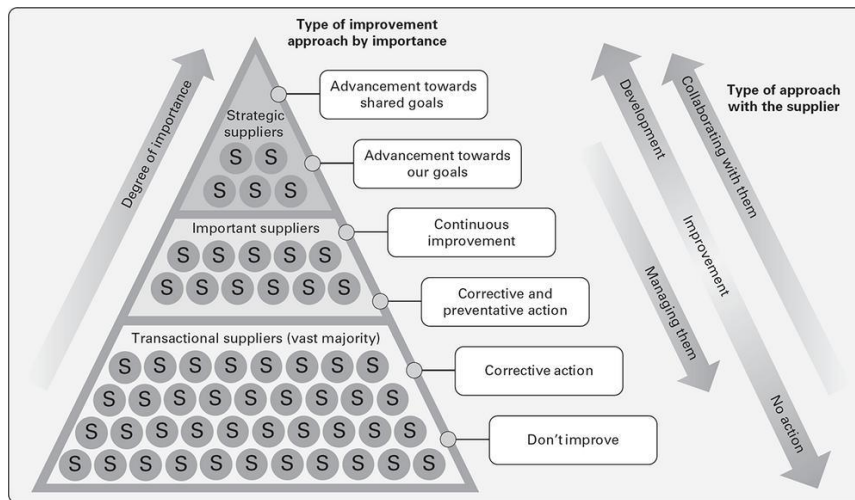 Type of improvement
approach by importance
Degree of importance
Strategic
suppliers
S S
S S S
Important suppliers
S S S S S
S S S S S S
Transactional suppliers (vast majority)
S S S S S S S S
S S S S S S S S S
S S S S S S S S S S
S S S S S S S S S S S
Advancement towards
shared goals
Advancement towards
our goals
Continuous
improvement
Corrective and
preventative action
Corrective action
Don't improve
Type of approach
with the supplier
Managing them
Development
Improvement
No action
Collaborating with them